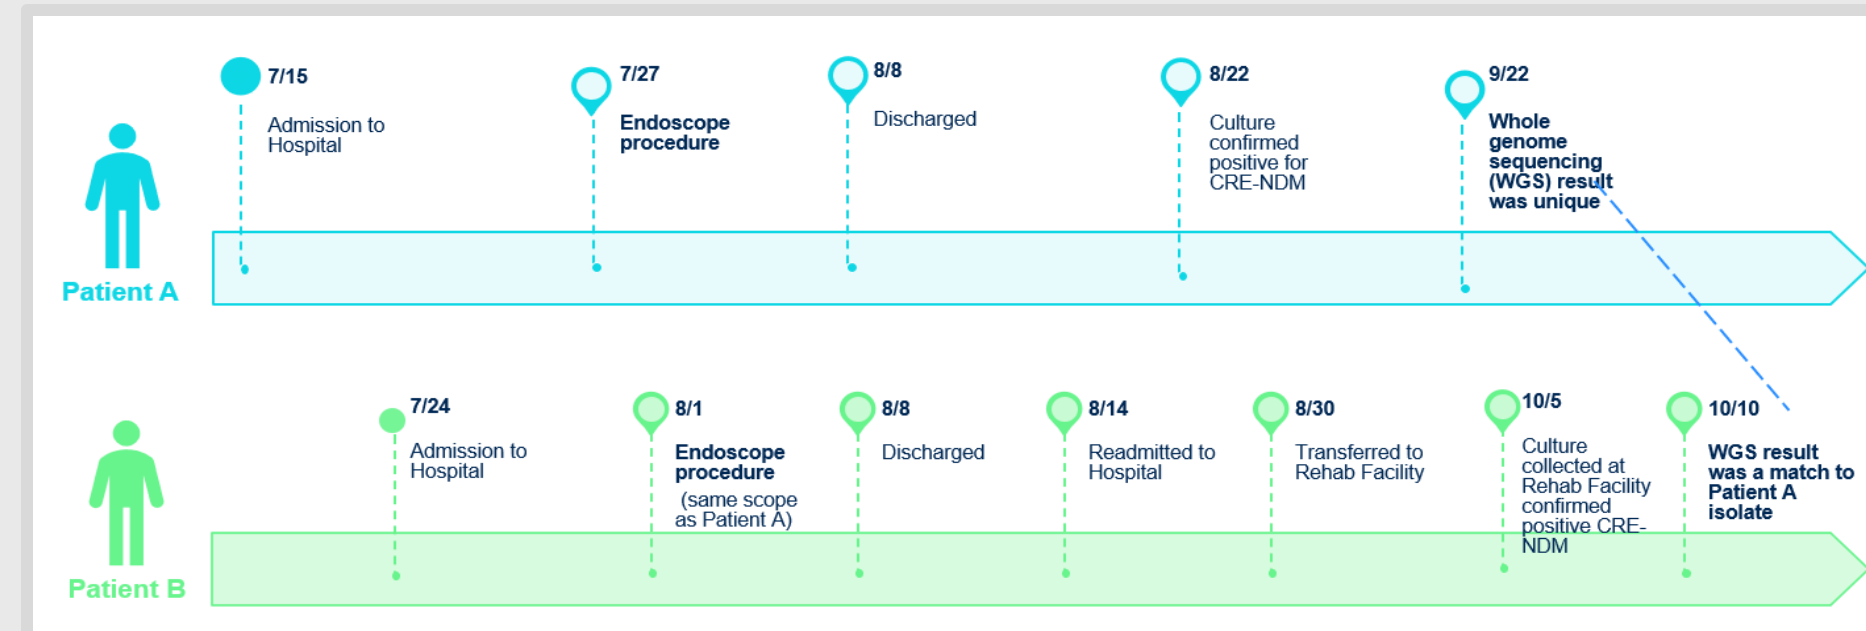 7/15
Admission to
Hospital
7/27
Endoscope
procedure
8/8
Discharged
8/22
Culture
confirmed
positive for
CRE-NDM
9/22
Whole
genome
sequencing
(WGS) result
was unique
Patient A
7/24
Admission to
Hospital
8/1
Endoscope
procedure
(same scope
as Patient A)
8/8
Discharged
8/14
Readmitted to
Hospital
8/30
Transferred to
Rehab Facility
10/5
Culture
collected at
Rehab Facility
confirmed
positive CRE-
NDM
10/10
WGS result
was a match to
Patient A
isolate
Patient B